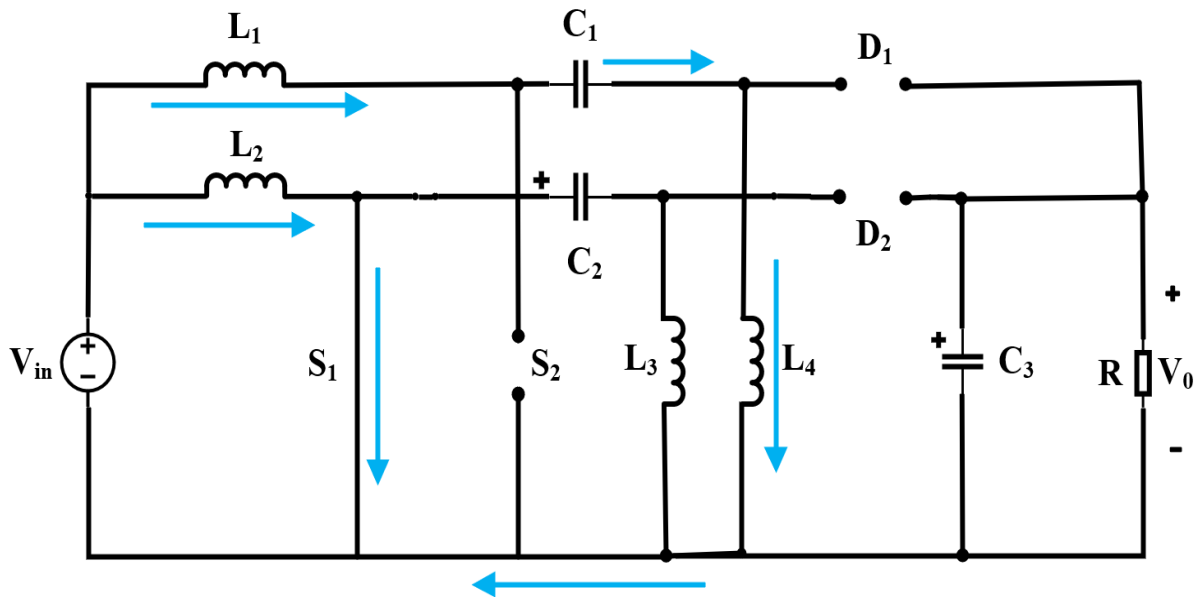 L₁
C₁
D₁
L₂
+
C₂
D₂
+
Vᵢₙ
+
−
S₁
S₂
L₃
L₄
+
C₃
R
V₀
−